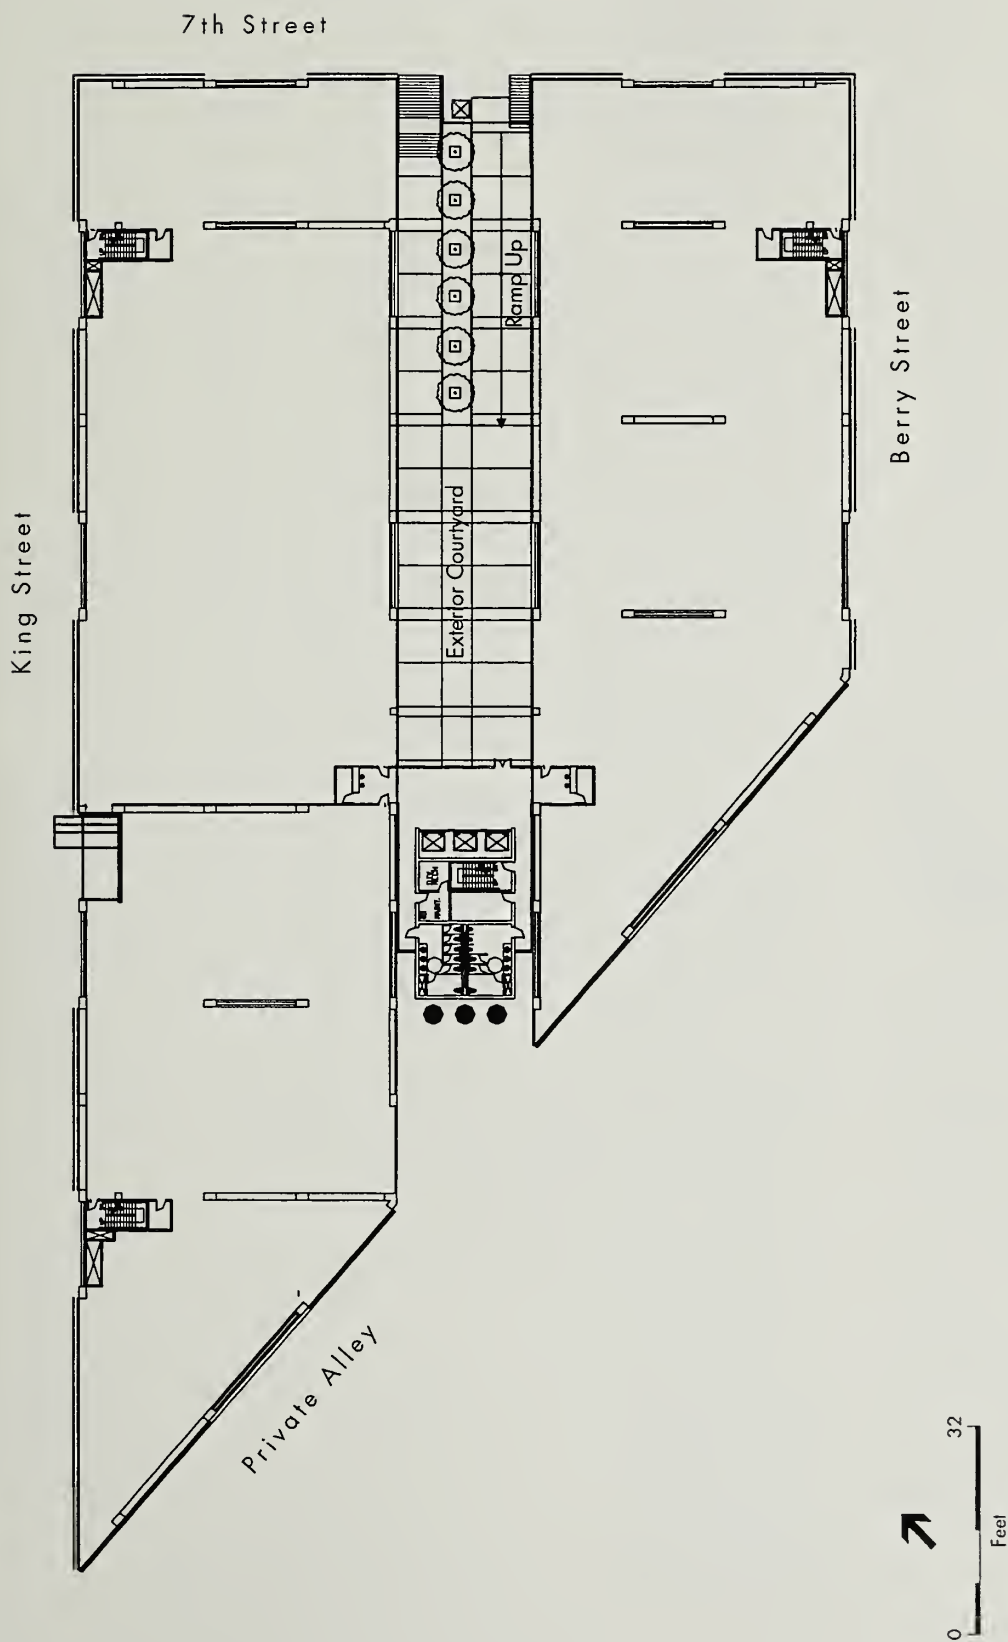 7th Street
King Street
Berry Street
Ramp Up
Exterior Courtyard
Private Alley
0 32
Feet